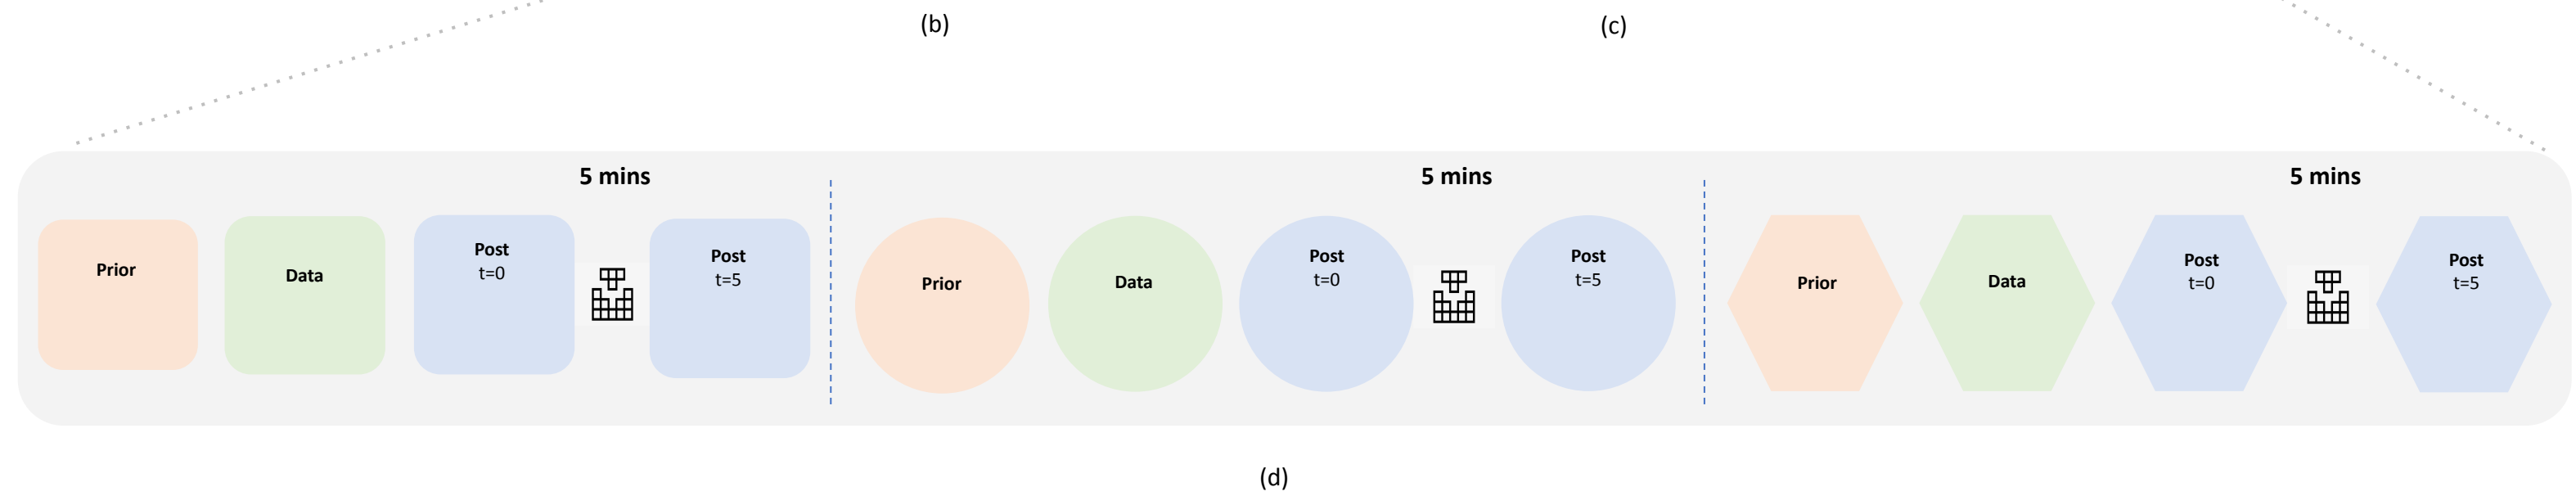 (b)
(c)
5 mins
5 mins
5 mins
Prior
Data
Post
t=0
Post
t=5
Prior
Data
Post
t=0
Post
t=5
Prior
Data
Post
t=0
Post
t=5
(d)